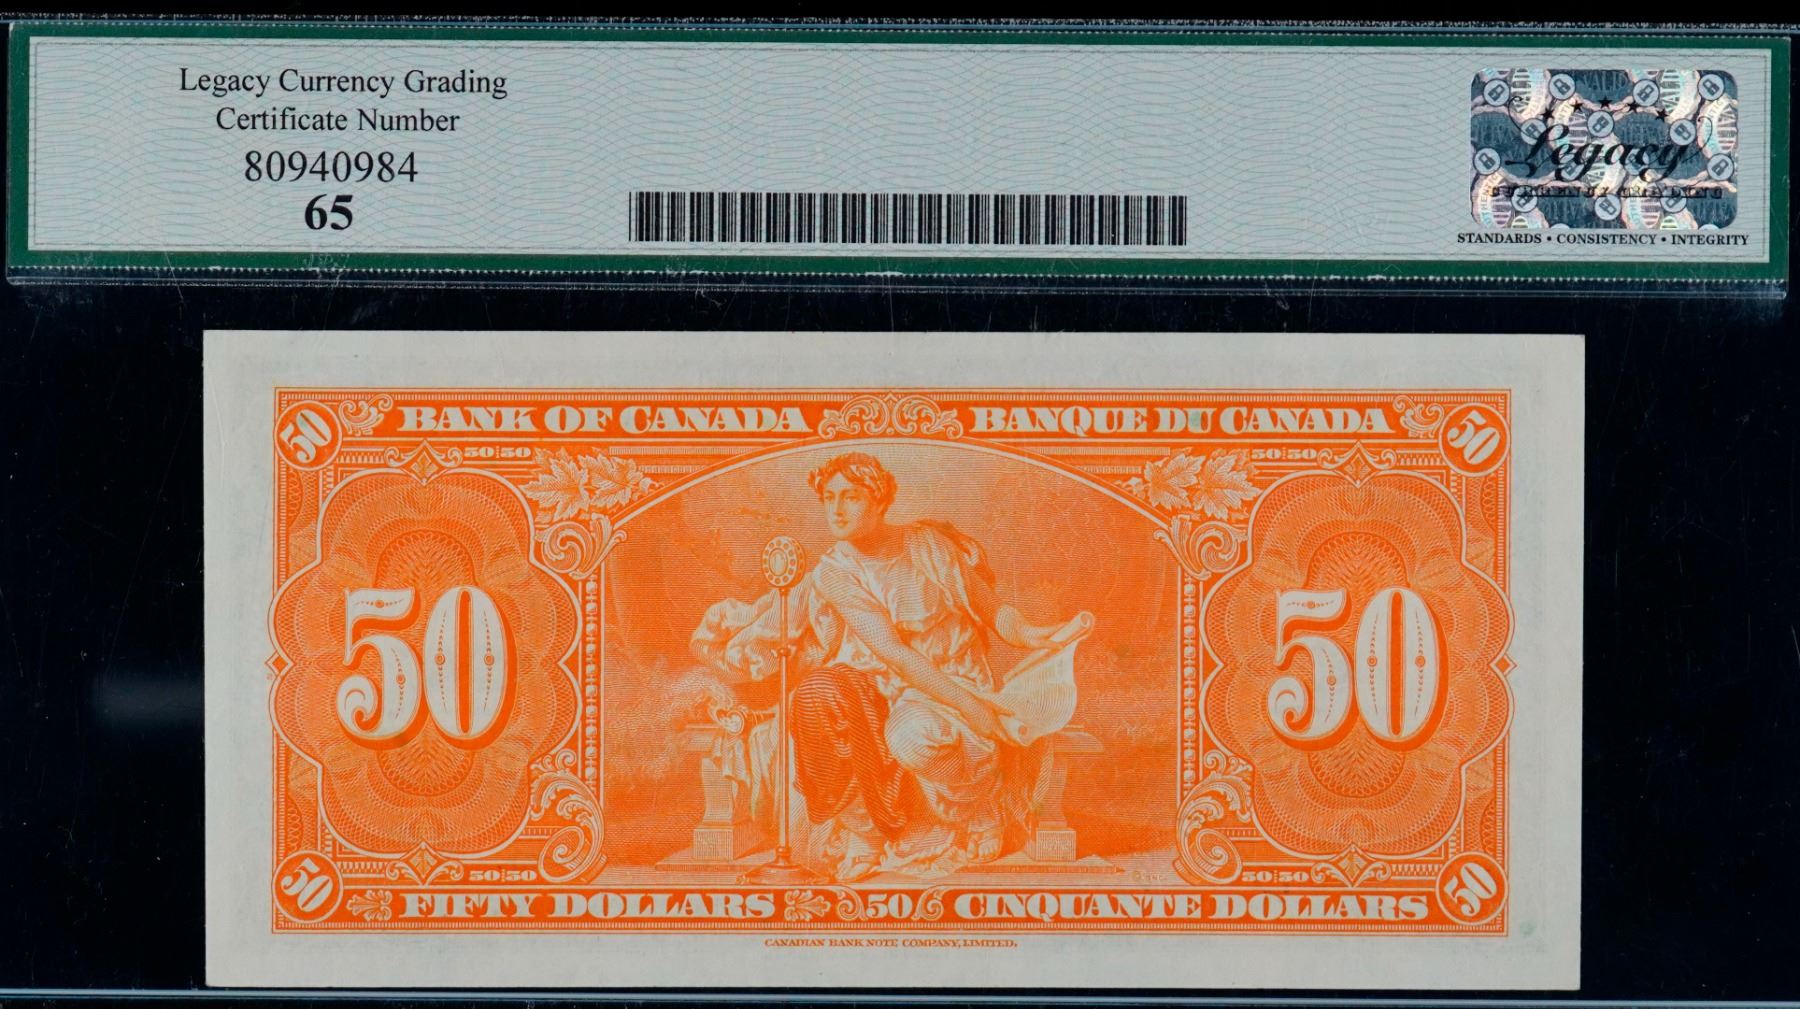 Legacy Currency Grading
Certificate Number
80940984
65
Legacy
CURRENCY GRADING
STANDARDS • CONSISTENCY • INTEGRITY
50 BANK OF CANADA BANQUE DU CANADA 50
50:50 50:50
50 50
50:50 50:50
50 FIFTY DOLLARS 50 CINQUANTE DOLLARS 50
CANADIAN BANK NOTE COMPANY, LIMITED.